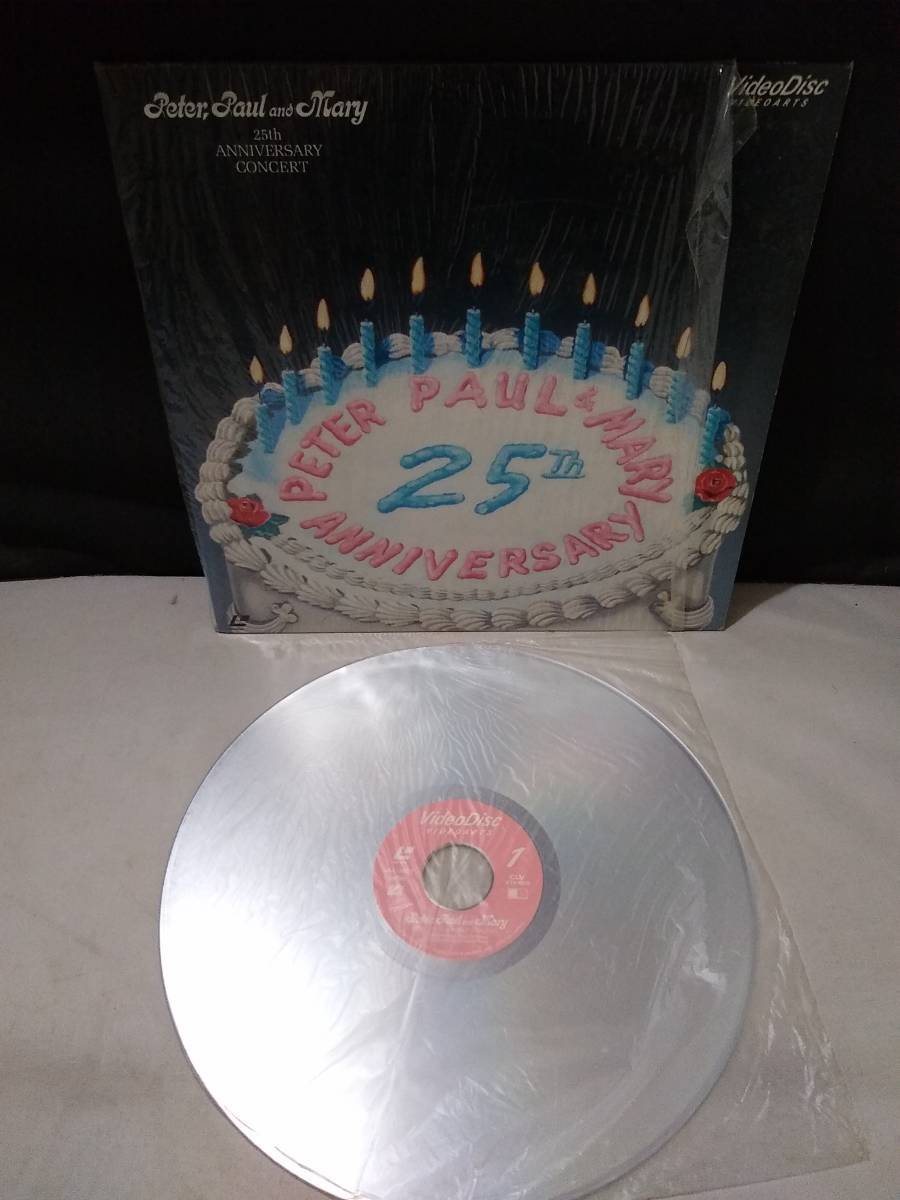 Peter, Paul and Mary
25th
ANNIVERSARY
CONCERT
VideoDisc
VIDEOARTS
PETER PAUL & MARY
25Th
ANNIVERSARY
VideoDisc
VIDEOARTS
1
CLV
Peter, Paul and Mary